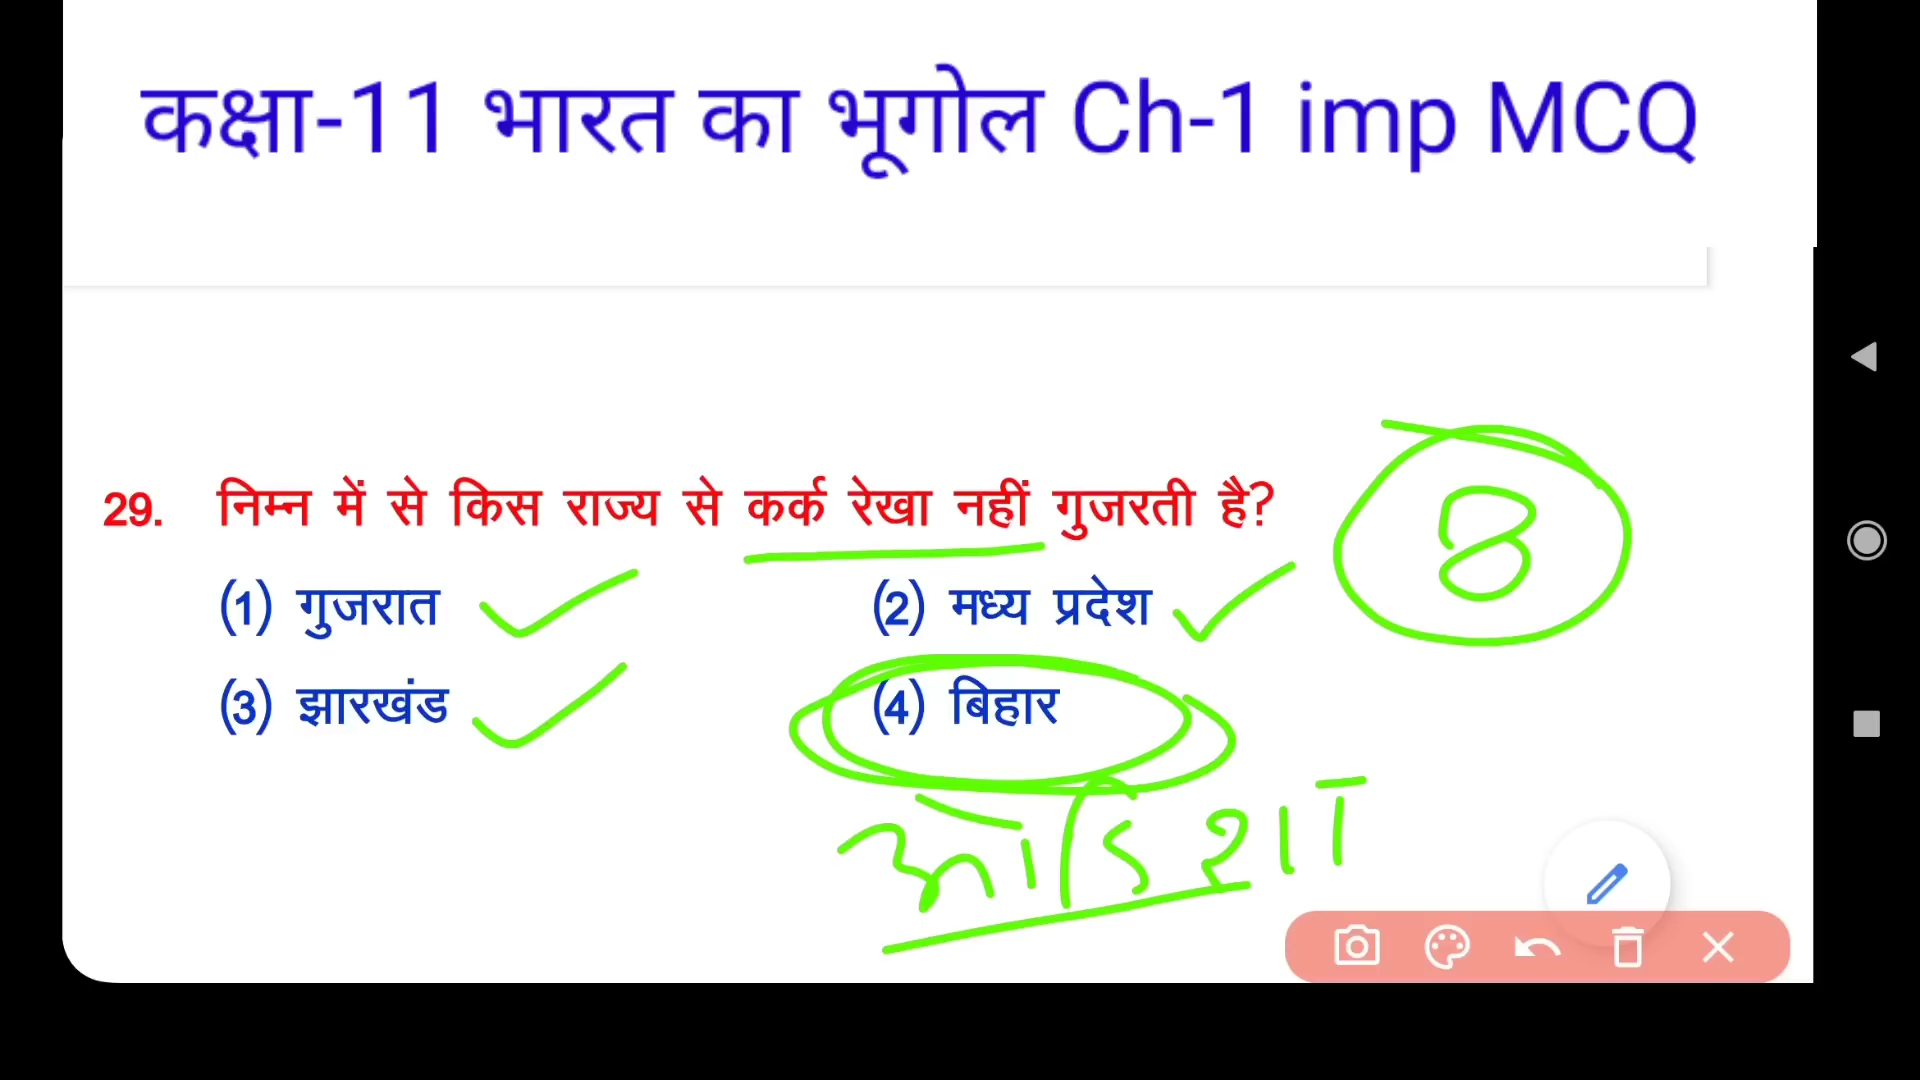 कक्षा-11 भारत का भूगोल Ch-1 imp MCQ
29. निम्न में से किस राज्य से कर्क रेखा नहीं गुजरती है?
8
(1) गुजरात (2) मध्य प्रदेश
(3) झारखंड (4) बिहार
ओडिशा